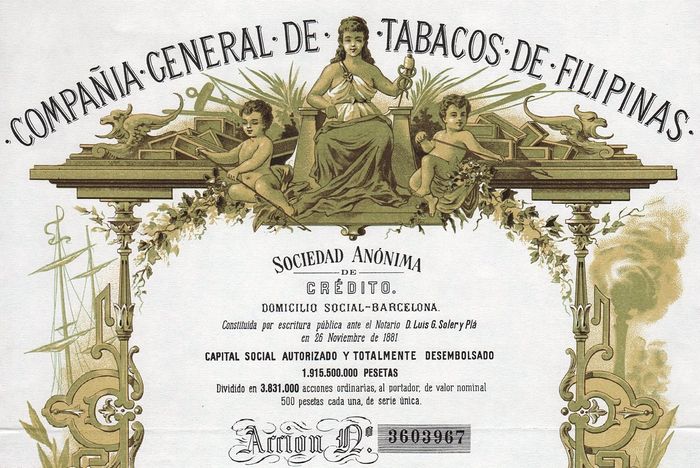 ·COMPAÑIA·GENERAL·DE·TABACOS·DE·FILIPINAS·
SOCIEDAD ANÓNIMA
DE
CRÉDITO.
DOMICILIO SOCIAL-BARCELONA.
Constituída por escritura pública ante el Notario D. Luis G. Soler y Plá
en 26 Noviembre de 1881
CAPITAL SOCIAL AUTORIZADO Y TOTALMENTE DESEMBOLSADO
1.915.500.000 PESETAS
Dividido en 3.831.000 acciones ordinarias, al portador, de valor nominal
500 pesetas cada una, de serie única.
Acción Nº 3603967